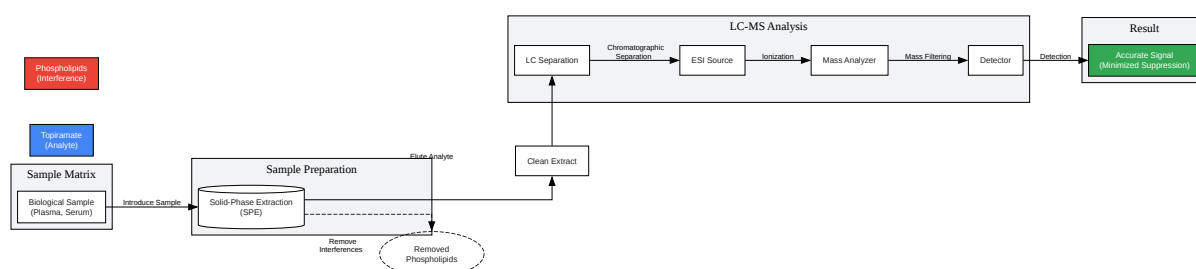 LC-MS Analysis
Result
Phospholipids
(Interference)
LC Separation
Chromatographic
Separation
ESI Source
Ionization
Mass Analyzer
Mass Filtering
Detector
Detection
Accurate Signal
(Minimized Suppression)
Topiramate
(Analyte)
Sample Matrix
Biological Sample
(Plasma, Serum)
Introduce Sample
Sample Preparation
Solid-Phase Extraction
(SPE)
Elute Analyte
Clean Extract
Remove
Interferences
Removed
Phospholipids